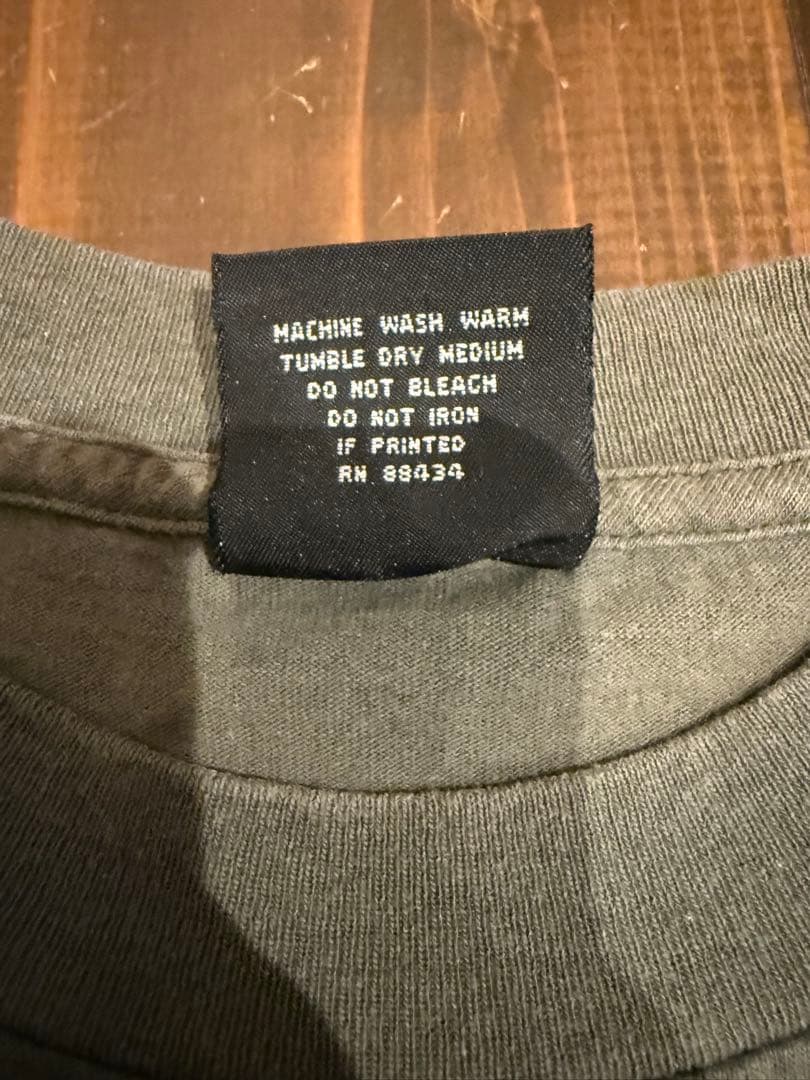 MACHINE WASH WARM
TUMBLE DRY MEDIUM
DO NOT BLEACH
DO NOT IRON
IF PRINTED
RN 88434